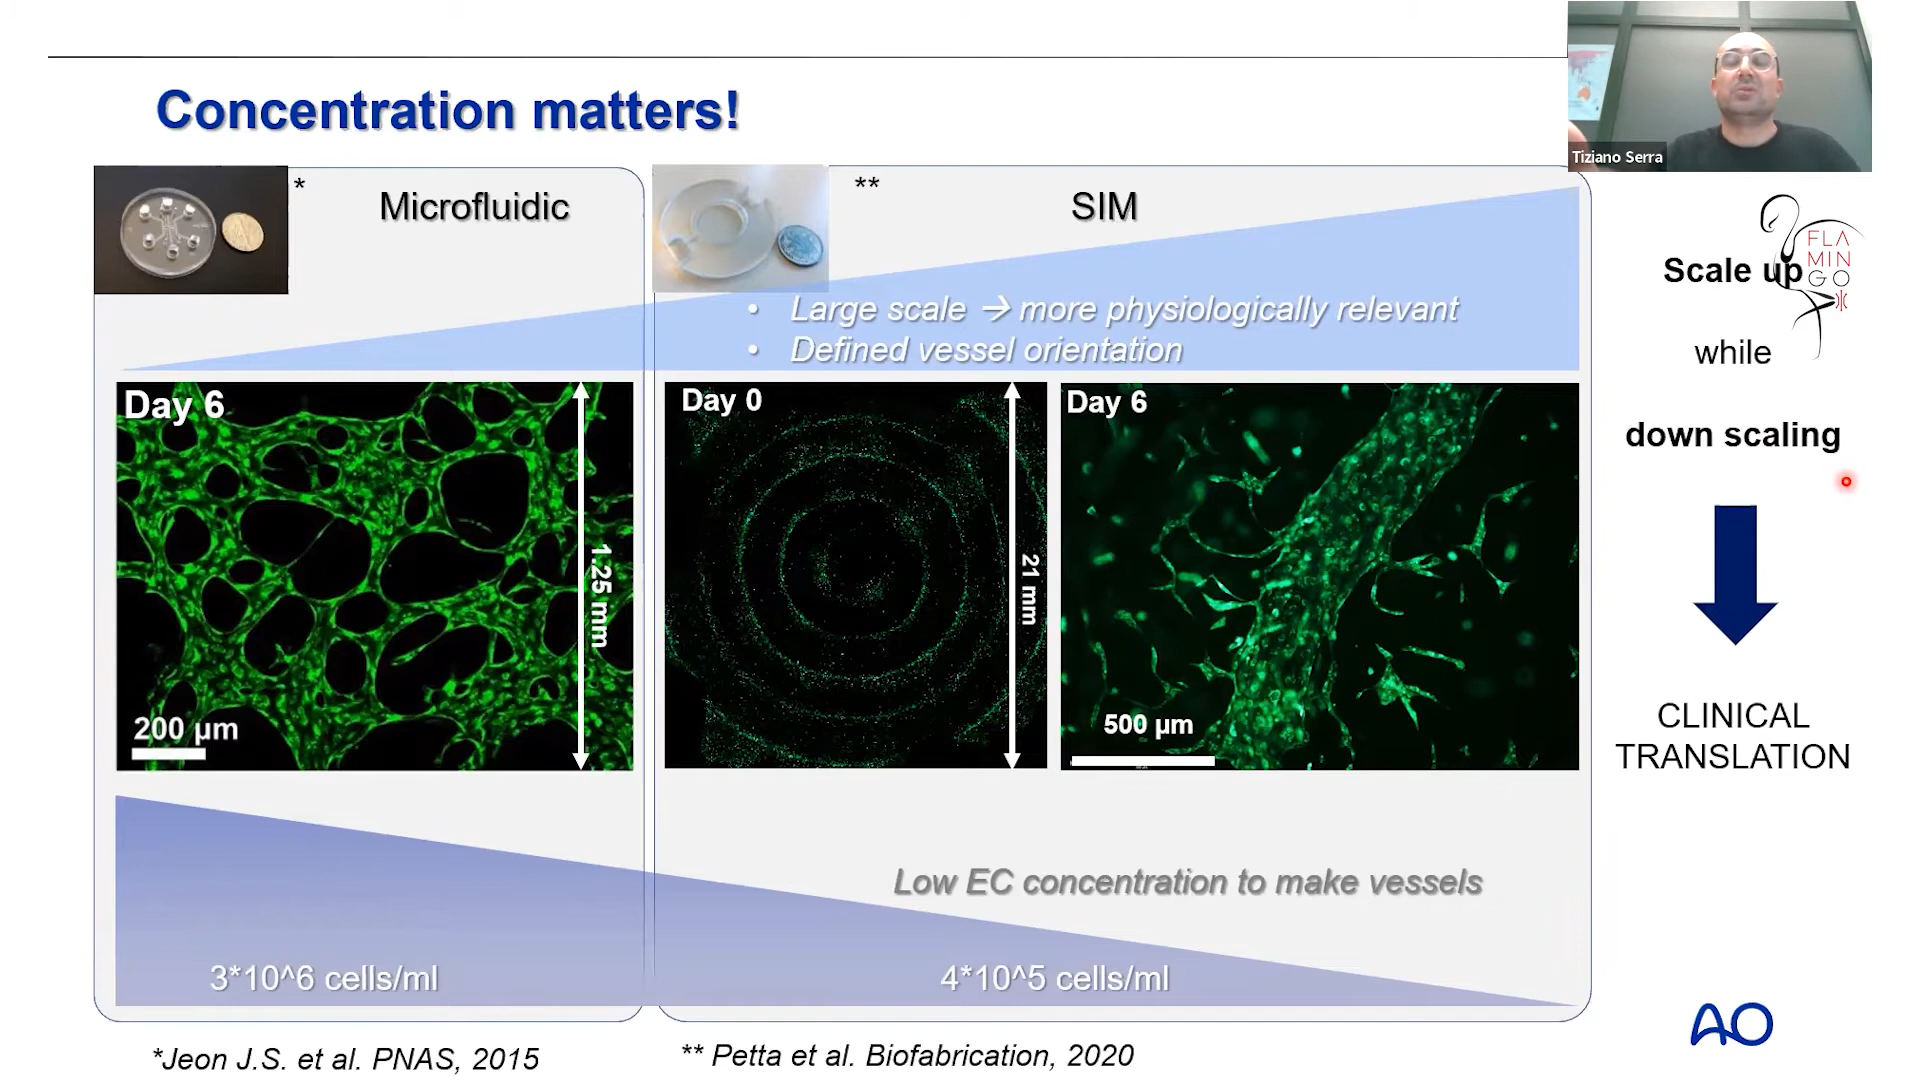 Concentration matters!
Tiziano Serra
*
Microfluidic
**
SIM
• Large scale → more physiologically relevant
• Defined vessel orientation
Day 6
1.25 mm
200 µm
Day 0
21 mm
Day 6
500 µm
Low EC concentration to make vessels
3*10^6 cells/ml
4*10^5 cells/ml
*Jeon J.S. et al. PNAS, 2015
** Petta et al. Biofabrication, 2020
FLA
MIN
GO
Scale up
while
down scaling
CLINICAL
TRANSLATION
AO